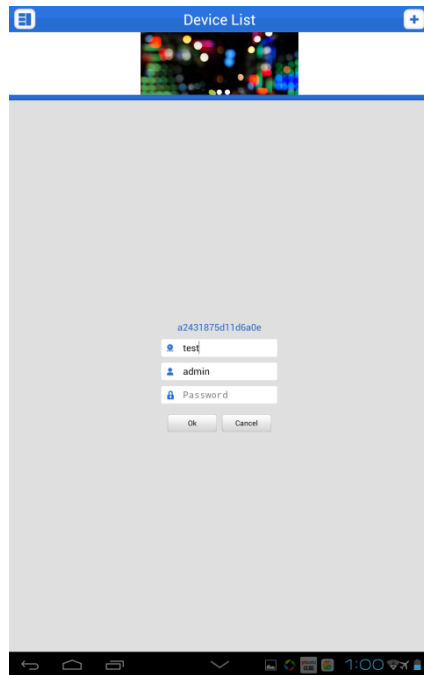 Device List
a2431875d11d6a0e
test
admin
Password
Ok Cancel
1:00